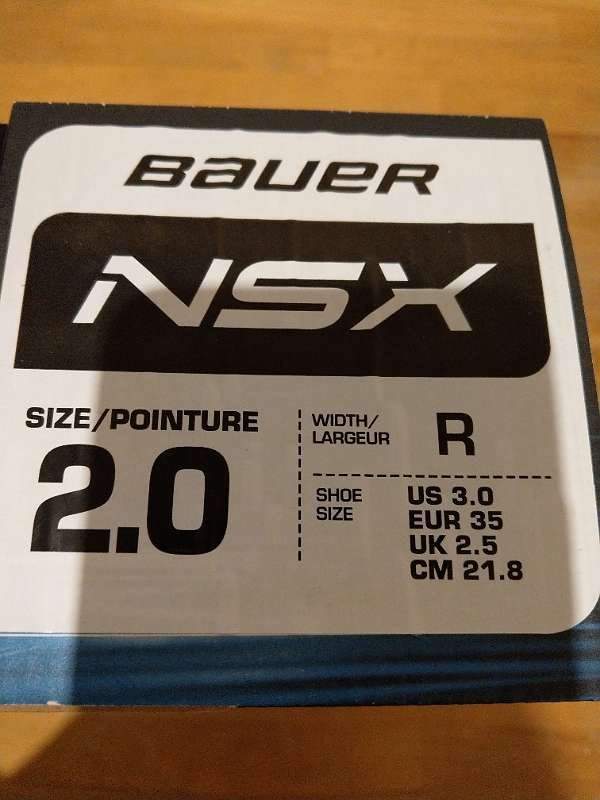 BAUER
NSX
SIZE/POINTURE
2.0
WIDTH/
LARGEUR
R
SHOE
SIZE
US 3.0
EUR 35
UK 2.5
CM 21.8